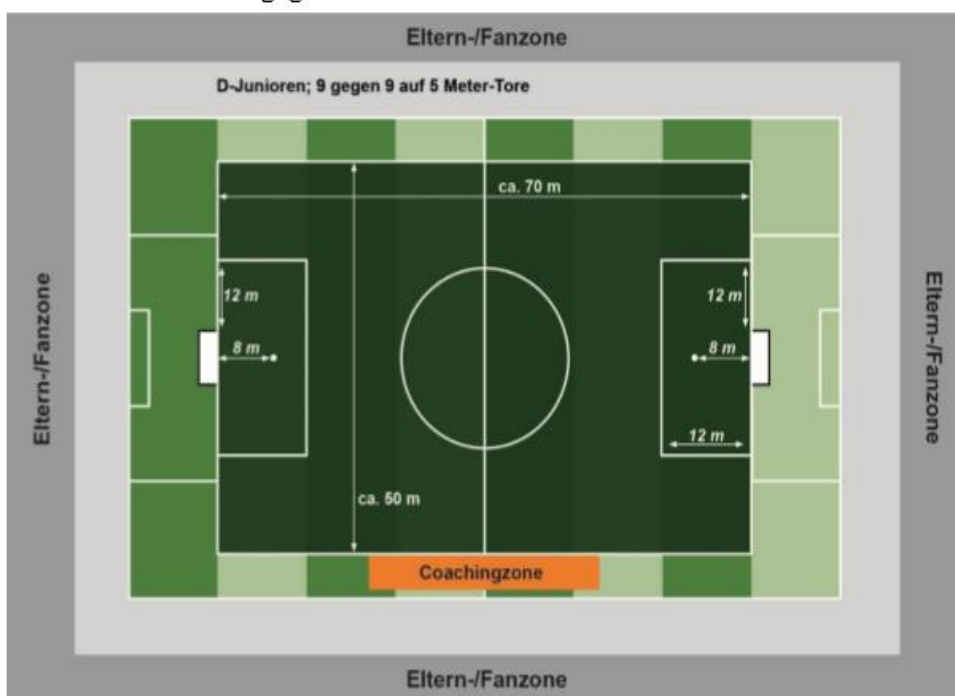 Eltern-/Fanzone
D-Junioren; 9 gegen 9 auf 5 Meter-Tore
ca. 70 m
12 m
12 m
Eltern-/Fanzone
Eltern-/Fanzone
8 m
8 m
12 m
ca. 50 m
Coachingzone
Eltern-/Fanzone